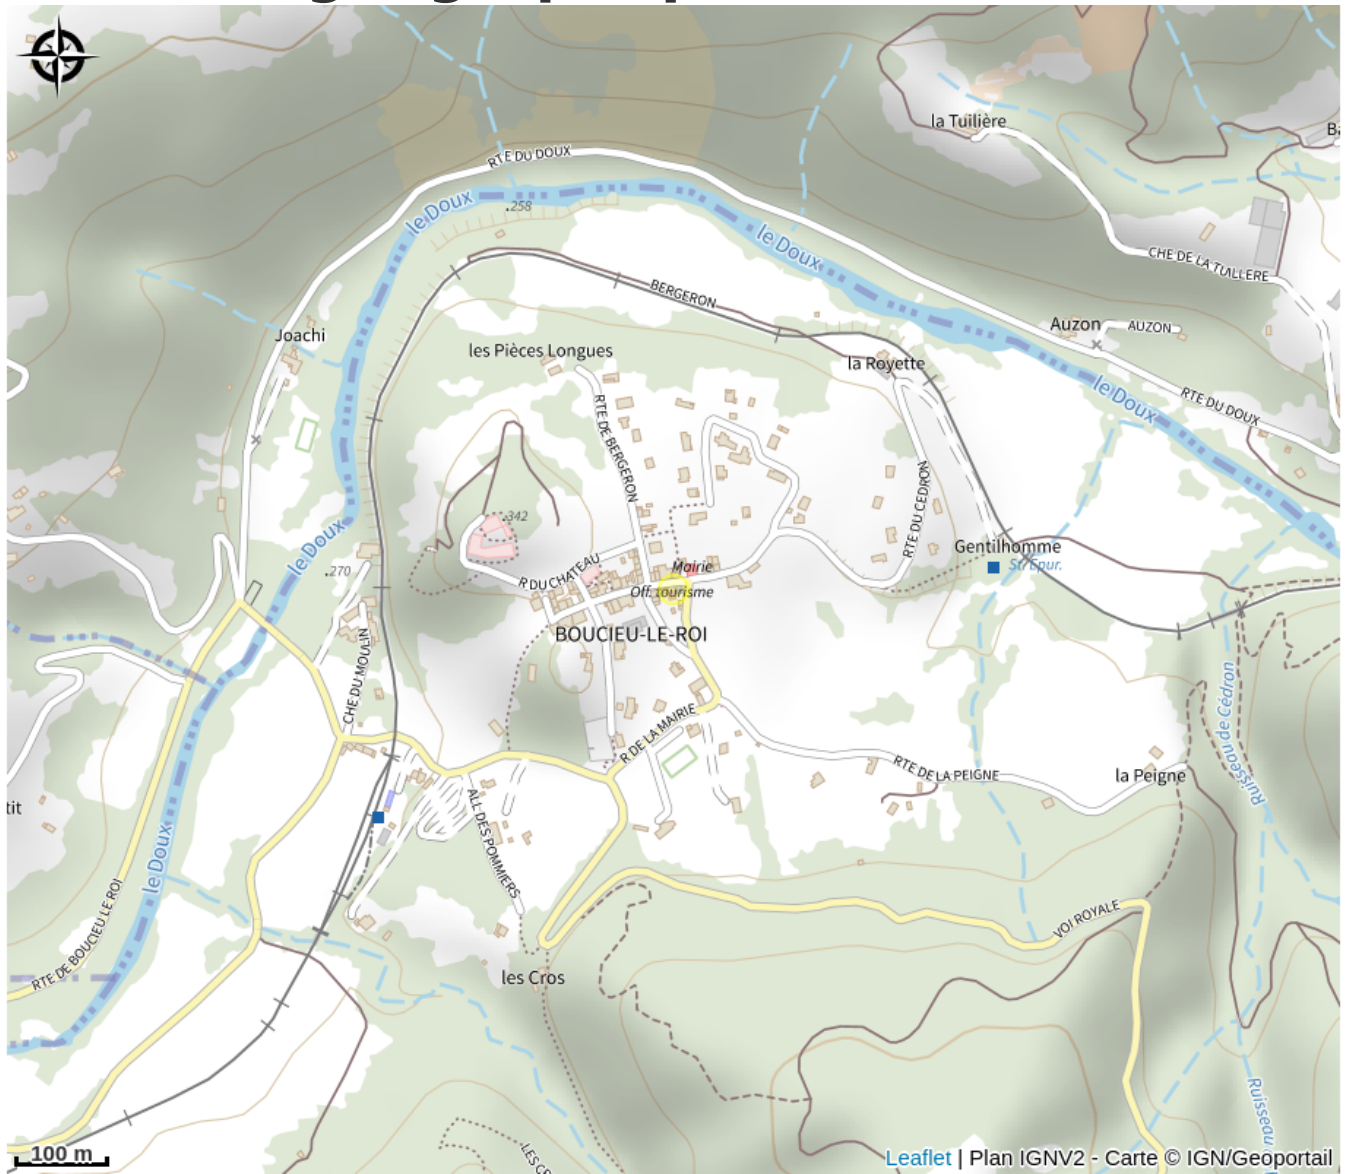 la Tuilière
RTE DU DOUX
le Doux
.258
le Doux
CHE DE LA TUILLERE
BERGERON
Joachi
Auzon
AUZON
les Pièces Longues
la Royette
le Doux
RTE DU DOUX
RTE DE BERGERON
RTE DU CEDRON
.342
le Doux
Gentilhomme
St. Epur.
.270
R DU CHATEAU
Mairie
Off. tourisme
BOUCIEU-LE-ROI
CHE DU MOULIN
R DE LA MAIRIE
Ruisseau de Cédron
RTE DE LA PEIGNE
la Peigne
tit
le Doux
ALL DES POMMIERS
RTE DE BOUCIEU LE ROI
VOI ROYALE
les Cros
Ruisseau
100 m
Leaflet | Plan IGNV2 - Carte © IGN/Geoportail